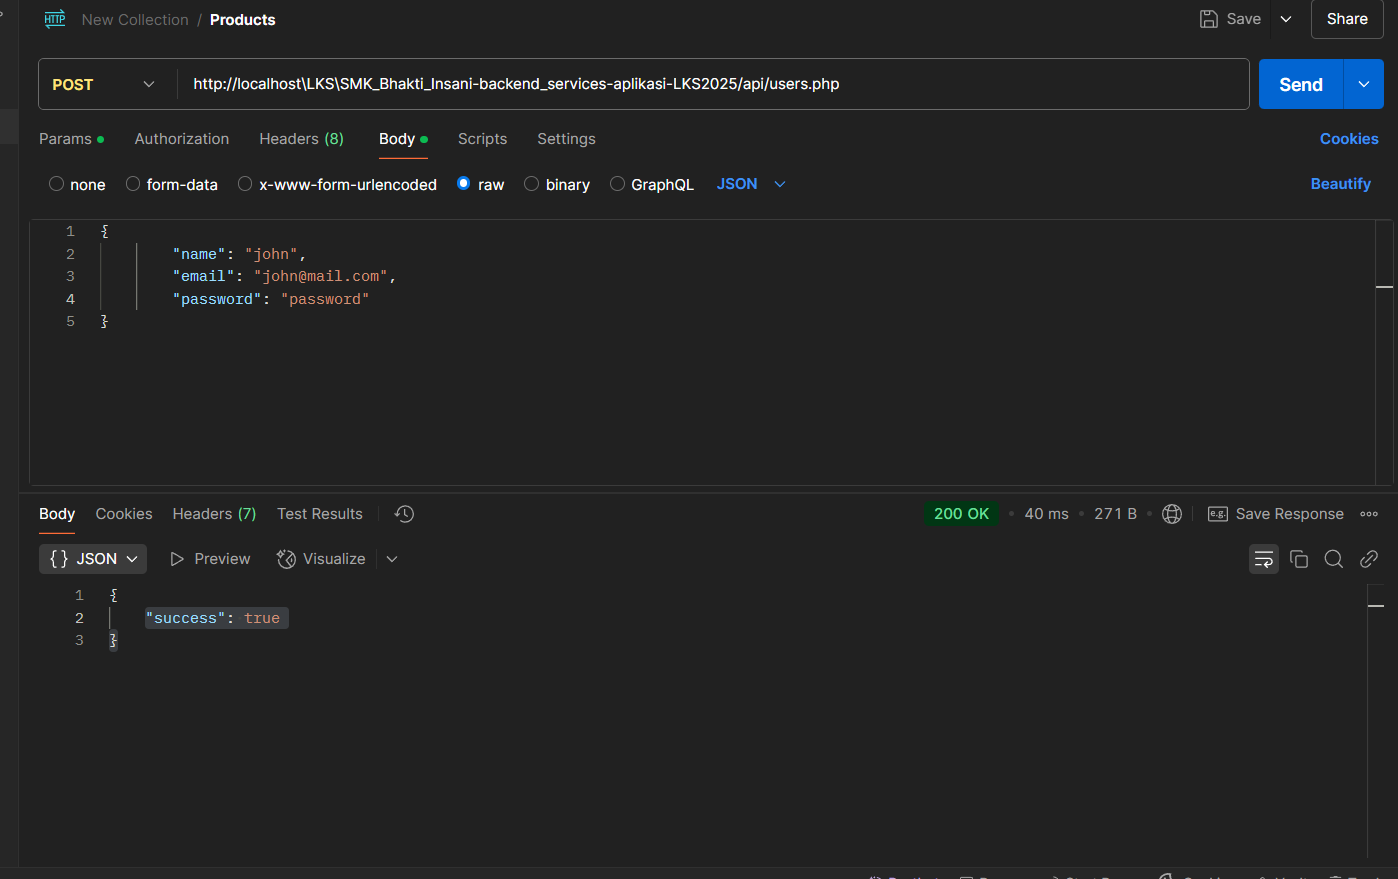 New Collection / Products
Save
Share
POST
http://localhost\LKS\SMK_Bhakti_Insani-backend_services-aplikasi-LKS2025/api/users.php
Send
Params
Authorization
Headers (8)
Body
Scripts
Settings
Cookies
none
form-data
x-www-form-urlencoded
raw
binary
GraphQL
JSON
Beautify
1 {
2 "name": "john",
3 "email": "john@mail.com",
4 "password": "password"
5 }
Body
Cookies
Headers (7)
Test Results
200 OK
40 ms
271 B
e.g.
Save Response
{} JSON
Preview
Visualize
1 {
2 "success": true
3 }